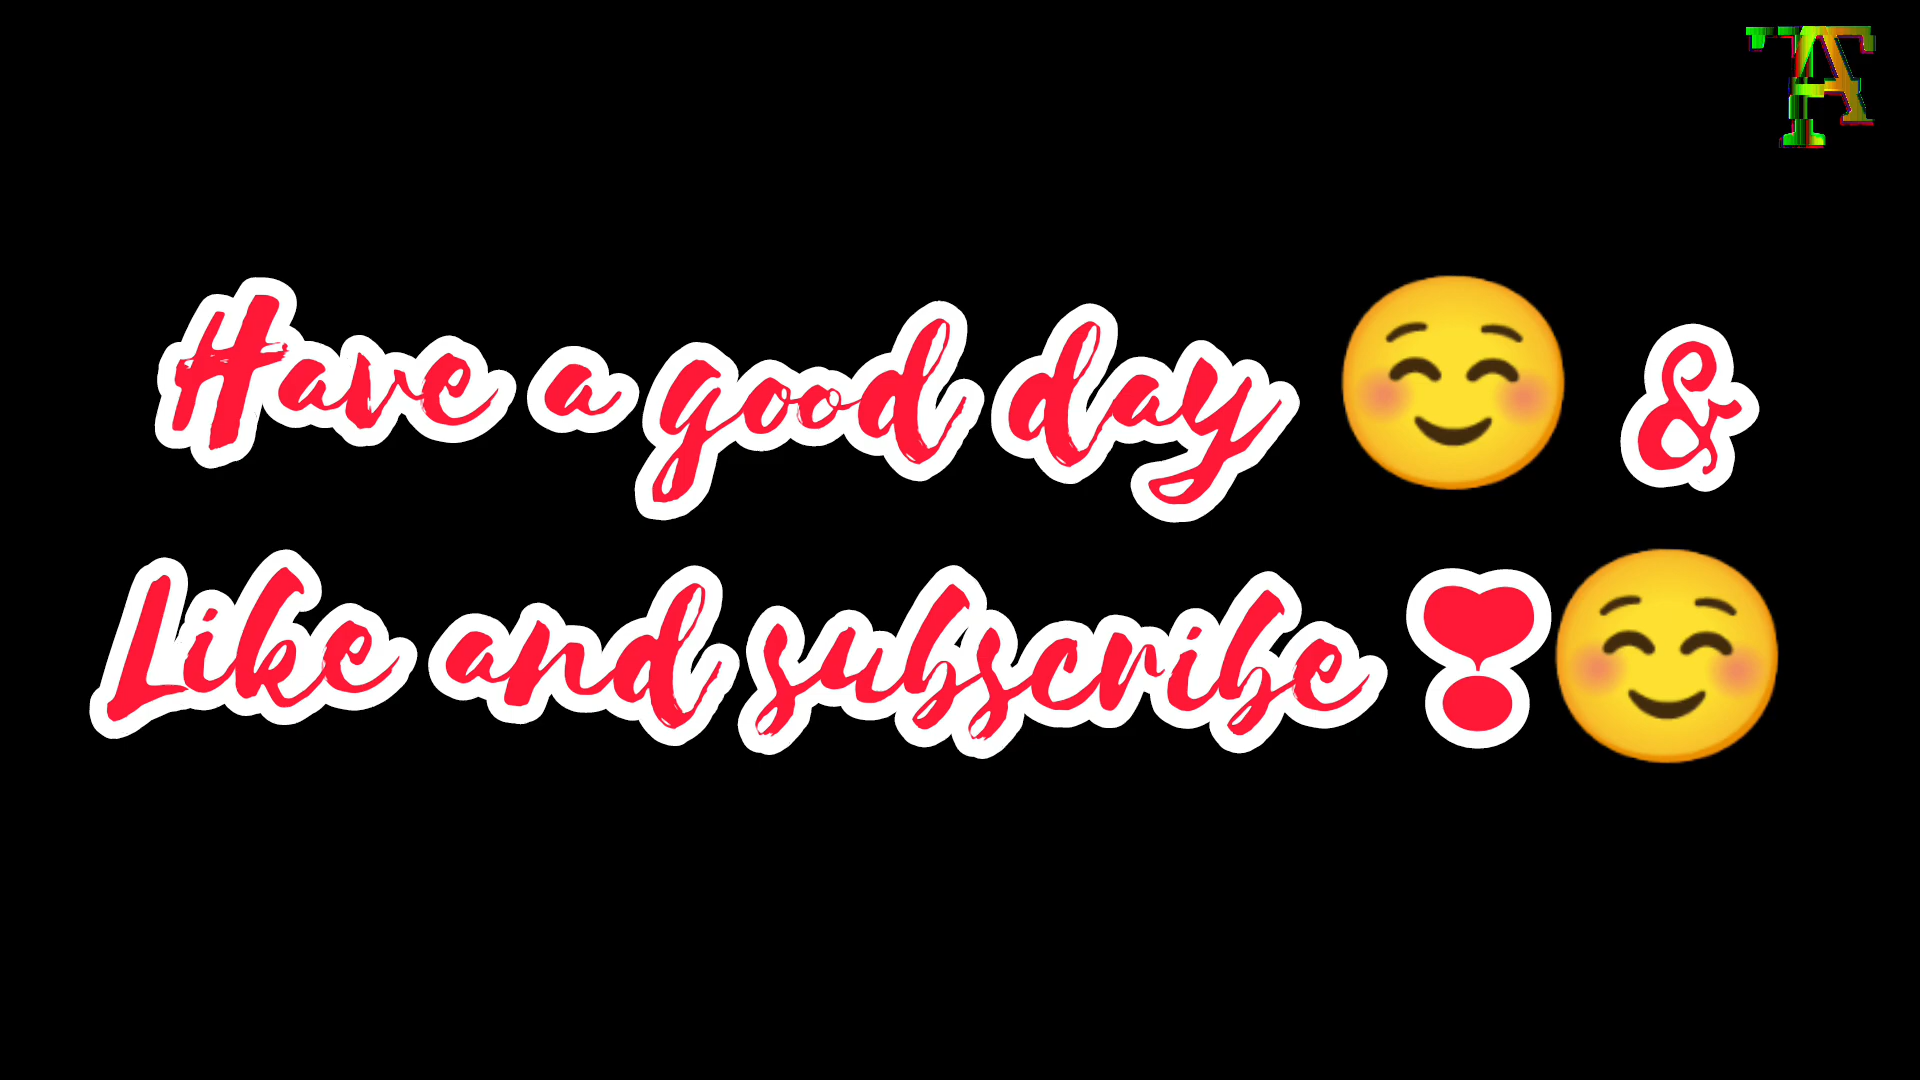 Have a good day ☺️ &
Like and subscribe ❣️☺️